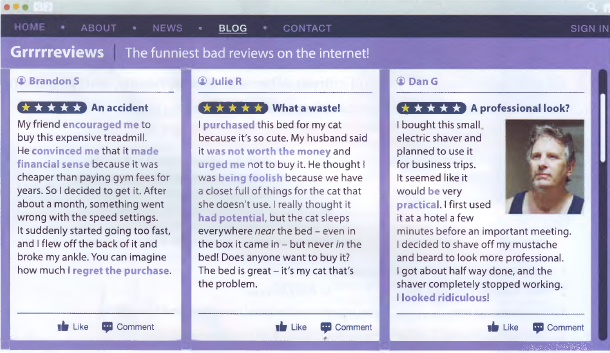 HOME • ABOUT • NEWS • BLOG • CONTACT SIGN IN
Grrrrreviews | The funniest bad reviews on the internet!
Brandon S
An accident
My friend encouraged me to
buy this expensive treadmill.
He convinced me that it made
financial sense because it was
cheaper than paying gym fees for
years. So I decided to get it. After
about a month, something went
wrong with the speed settings.
It suddenly started going too fast,
and I flew off the back of it and
broke my ankle. You can imagine
how much I regret the purchase.
Like Comment
Julie R
What a waste!
I purchased this bed for my cat
because it's so cute. My husband said
it was not worth the money and
urged me not to buy it. He thought I
was being foolish because we have
a closet full of things for the cat that
she doesn't use. I really thought it
had potential, but the cat sleeps
everywhere near the bed – even in
the box it came in – but never in the
bed! Does anyone want to buy it?
The bed is great – it's my cat that's
the problem.
Like Comment
Dan G
A professional look?
I bought this small,
electric shaver and
planned to use it
for business trips.
It seemed like it
would be very
practical. I first used
it at a hotel a few
minutes before an important meeting.
I decided to shave off my mustache
and beard to look more professional.
I got about half way done, and the
shaver completely stopped working.
I looked ridiculous!
Like Comment